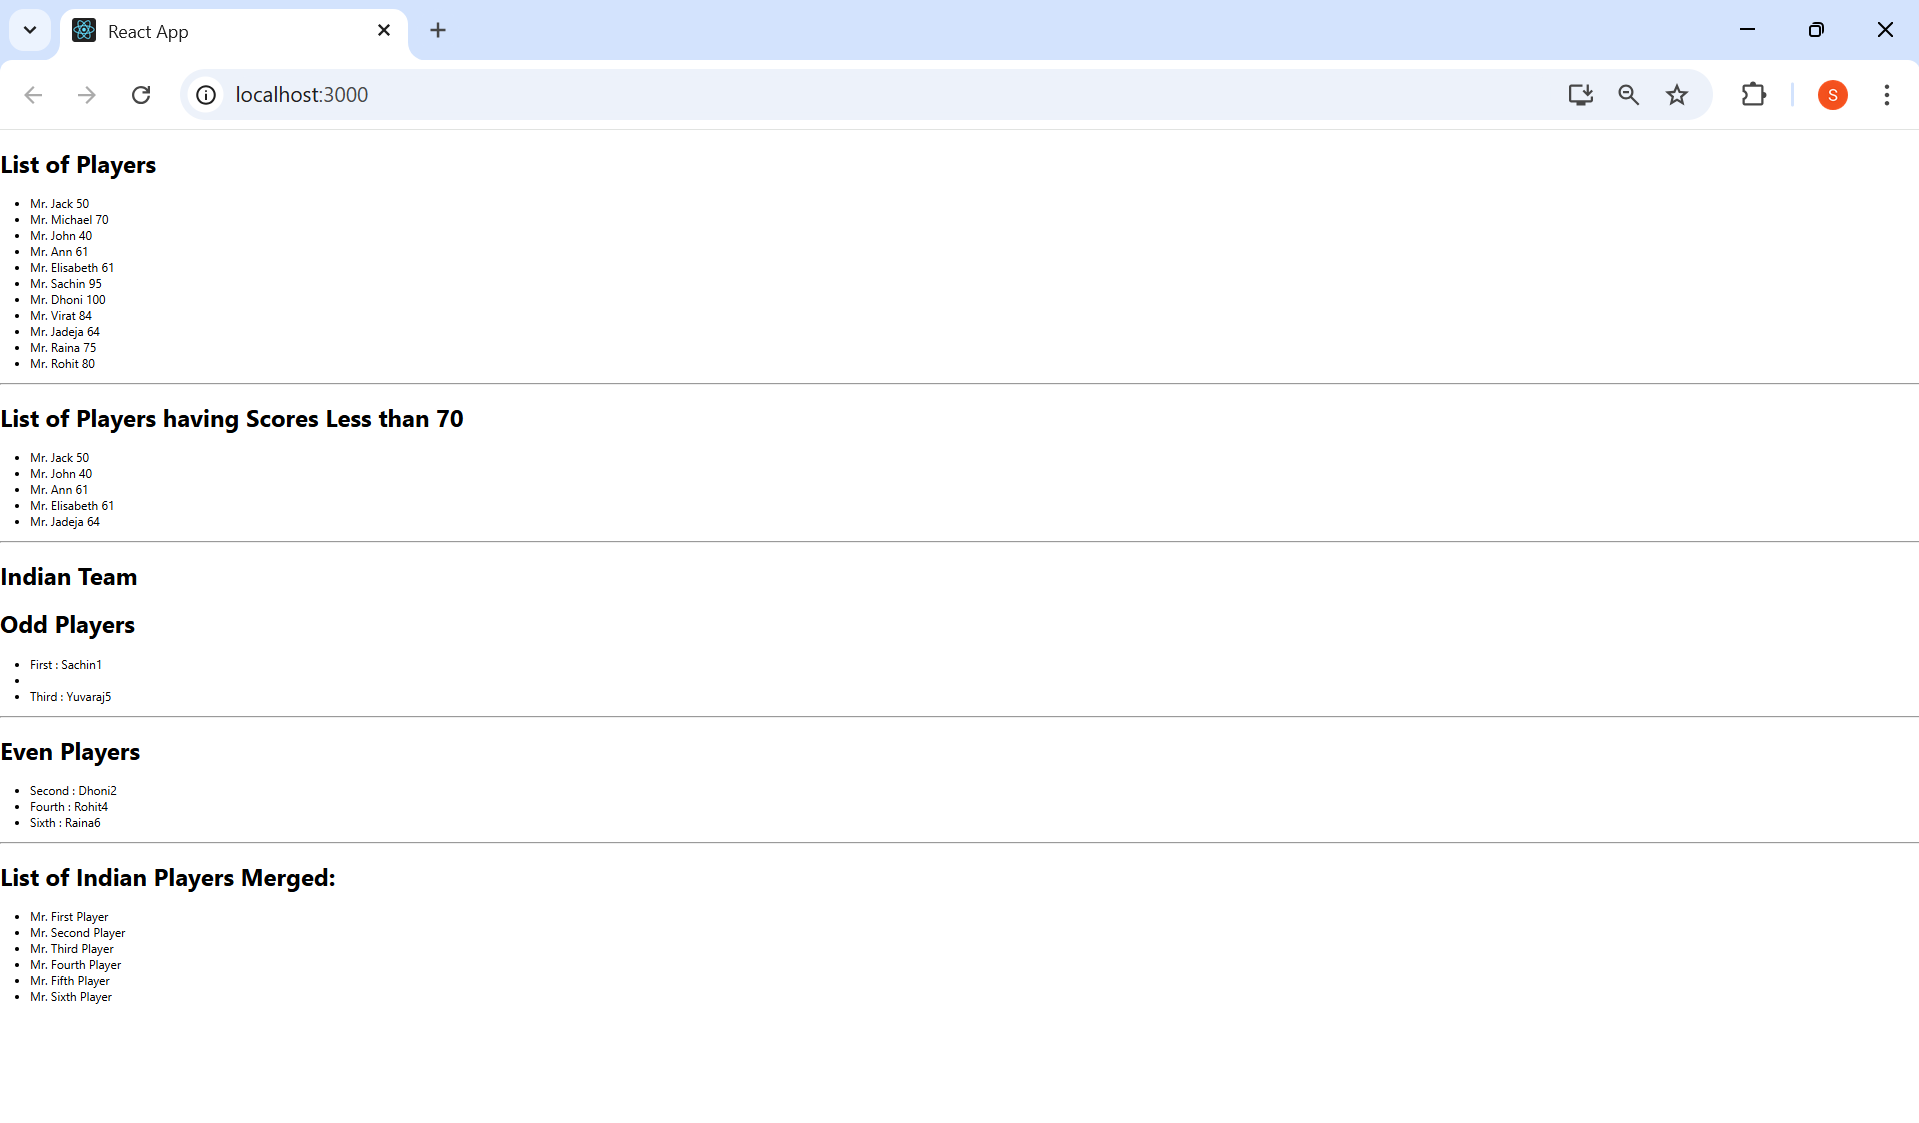 React App
localhost:3000
S
List of Players
Mr. Jack 50
Mr. Michael 70
Mr. John 40
Mr. Ann 61
Mr. Elisabeth 61
Mr. Sachin 95
Mr. Dhoni 100
Mr. Virat 84
Mr. Jadeja 64
Mr. Raina 75
Mr. Rohit 80
List of Players having Scores Less than 70
Mr. Jack 50
Mr. John 40
Mr. Ann 61
Mr. Elisabeth 61
Mr. Jadeja 64
Indian Team
Odd Players
First : Sachin1
Third : Yuvaraj5
Even Players
Second : Dhoni2
Fourth : Rohit4
Sixth : Raina6
List of Indian Players Merged:
Mr. First Player
Mr. Second Player
Mr. Third Player
Mr. Fourth Player
Mr. Fifth Player
Mr. Sixth Player